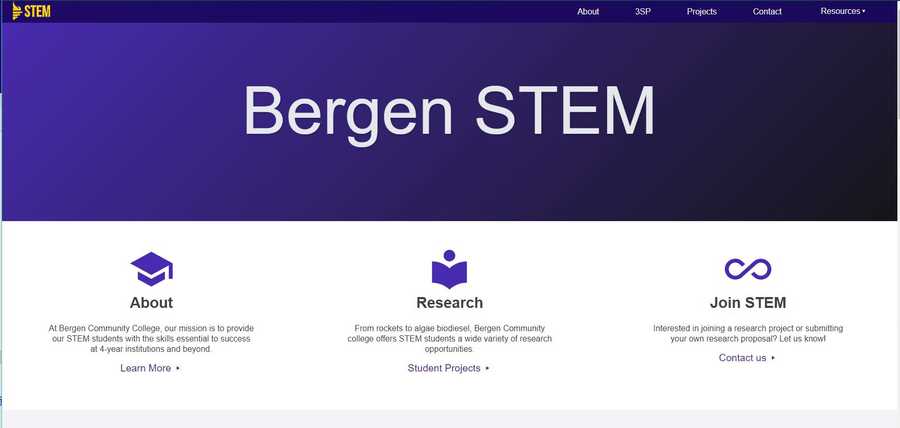 STEM
About 3SP Projects Contact Resources
Bergen STEM
About
At Bergen Community College, our mission is to provide
our STEM students with the skills essential to success
at 4-year institutions and beyond.
Learn More
Research
From rockets to algae biodiesel, Bergen Community
college offers STEM students a wide variety of research
opportunities.
Student Projects
Join STEM
Interested in joining a research project or submitting
your own research proposal? Let us know!
Contact us